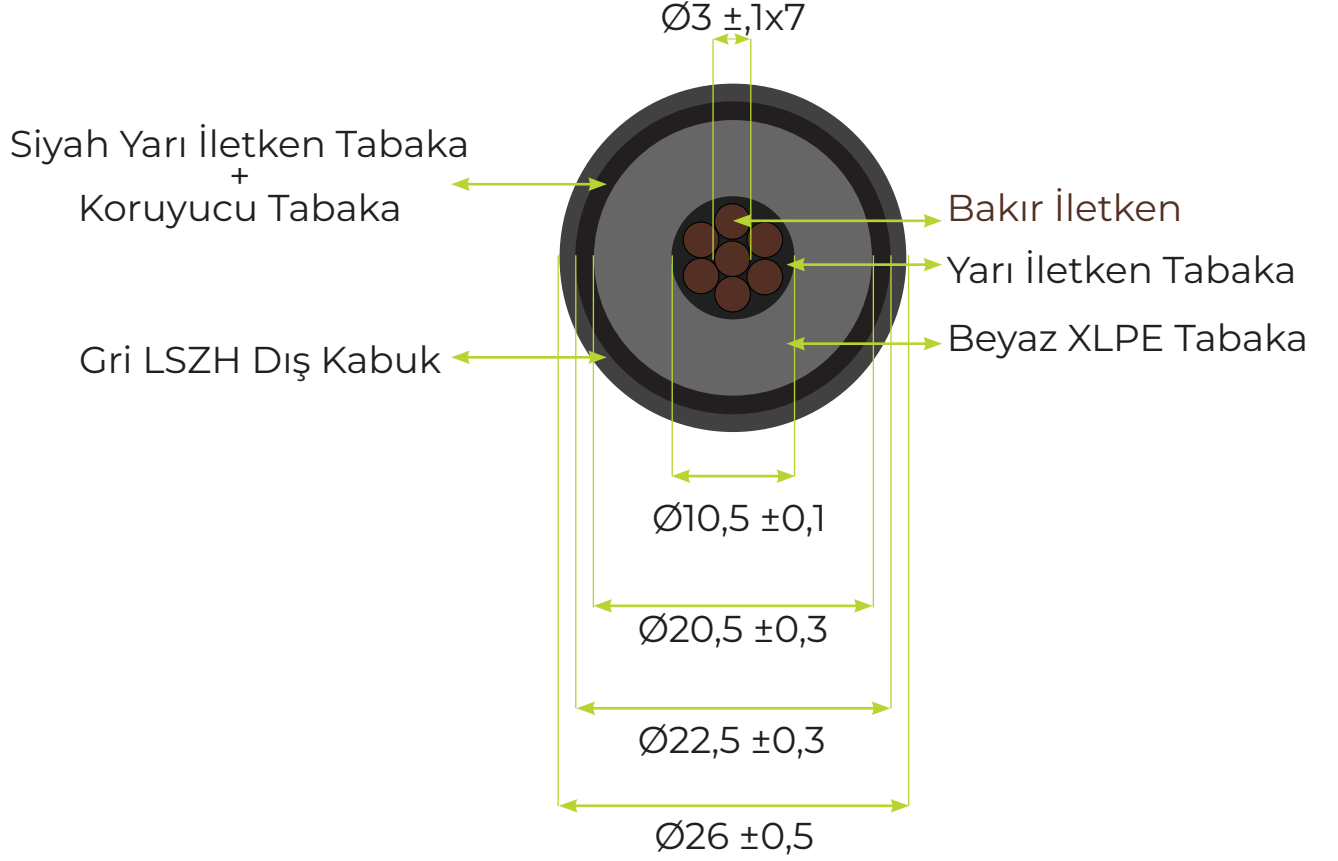 Ø3 ±,1x7
Siyah Yarı İletken Tabaka
+
Koruyucu Tabaka
Bakır İletken
Yarı İletken Tabaka
Beyaz XLPE Tabaka
Gri LSZH Dış Kabuk
Ø10,5 ±0,1
Ø20,5 ±0,3
Ø22,5 ±0,3
Ø26 ±0,5